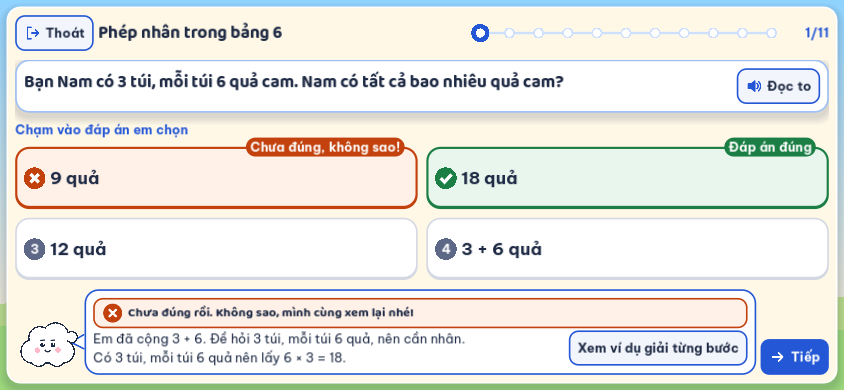 Thoát
Phép nhân trong bảng 6
1/11
Bạn Nam có 3 túi, mỗi túi 6 quả cam. Nam có tất cả bao nhiêu quả cam?
Đọc to
Chạm vào đáp án em chọn
Chưa đúng, không sao!
9 quả
Đáp án đúng
18 quả
3 12 quả
4 3 + 6 quả
Chưa đúng rồi. Không sao, mình cùng xem lại nhé!
Em đã cộng 3 + 6. Đề hỏi 3 túi, mỗi túi 6 quả, nên cần nhân.
Có 3 túi, mỗi túi 6 quả nên lấy 6 × 3 = 18.
Xem ví dụ giải từng bước
Tiếp